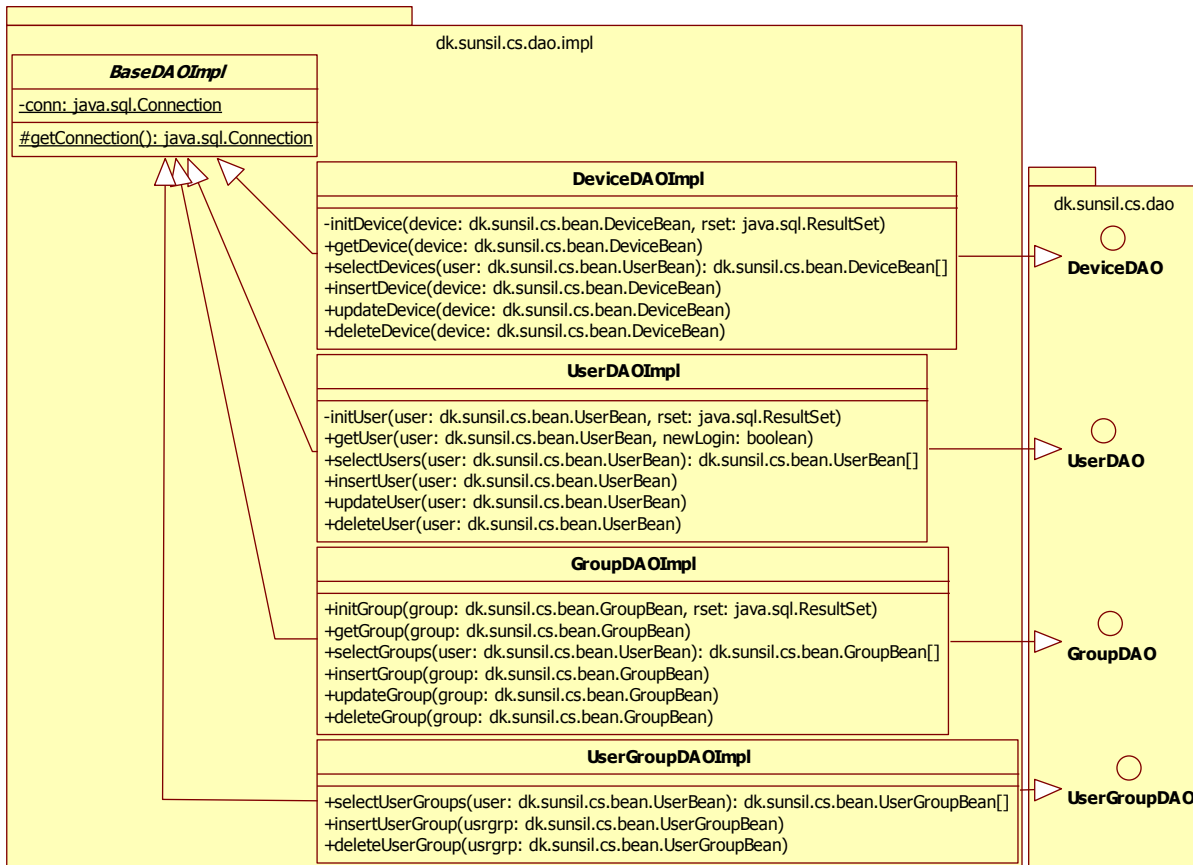 dk.sunsil.cs.dao.impl
BaseDAOImpl
-conn: java.sql.Connection
#getConnection(): java.sql.Connection
DeviceDAOImpl
-initDevice(device: dk.sunsil.cs.bean.DeviceBean, rset: java.sql.ResultSet)
+getDevice(device: dk.sunsil.cs.bean.DeviceBean)
+selectDevices(user: dk.sunsil.cs.bean.UserBean): dk.sunsil.cs.bean.DeviceBean[]
+insertDevice(device: dk.sunsil.cs.bean.DeviceBean)
+updateDevice(device: dk.sunsil.cs.bean.DeviceBean)
+deleteDevice(device: dk.sunsil.cs.bean.DeviceBean)
UserDAOImpl
-initUser(user: dk.sunsil.cs.bean.UserBean, rset: java.sql.ResultSet)
+getUser(user: dk.sunsil.cs.bean.UserBean, newLogin: boolean)
+selectUsers(user: dk.sunsil.cs.bean.UserBean): dk.sunsil.cs.bean.UserBean[]
+insertUser(user: dk.sunsil.cs.bean.UserBean)
+updateUser(user: dk.sunsil.cs.bean.UserBean)
+deleteUser(user: dk.sunsil.cs.bean.UserBean)
GroupDAOImpl
+initGroup(group: dk.sunsil.cs.bean.GroupBean, rset: java.sql.ResultSet)
+getGroup(group: dk.sunsil.cs.bean.GroupBean)
+selectGroups(user: dk.sunsil.cs.bean.UserBean): dk.sunsil.cs.bean.GroupBean[]
+insertGroup(group: dk.sunsil.cs.bean.GroupBean)
+updateGroup(group: dk.sunsil.cs.bean.GroupBean)
+deleteGroup(group: dk.sunsil.cs.bean.GroupBean)
UserGroupDAOImpl
+selectUserGroups(user: dk.sunsil.cs.bean.UserBean): dk.sunsil.cs.bean.UserGroupBean[]
+insertUserGroup(usrgrp: dk.sunsil.cs.bean.UserGroupBean)
+deleteUserGroup(usrgrp: dk.sunsil.cs.bean.UserGroupBean)
dk.sunsil.cs.dao
DeviceDAO
UserDAO
GroupDAO
UserGroupDAO